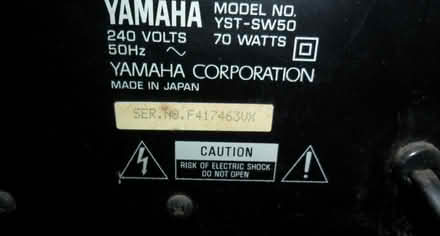 YAMAHA MODEL NO. YST-SW50
240 VOLTS 70 WATTS
50Hz ~
YAMAHA CORPORATION
MADE IN JAPAN
SER.NO.F417463VX
CAUTION
RISK OF ELECTRIC SHOCK
DO NOT OPEN